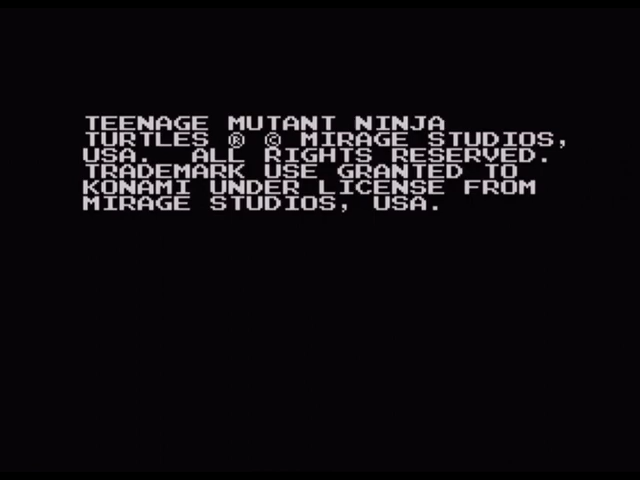 TEENAGE MUTANT NINJA
TURTLES ® © MIRAGE STUDIOS,
USA.  ALL RIGHTS RESERVED.
TRADEMARK USE GRANTED TO
KONAMI UNDER LICENSE FROM
MIRAGE STUDIOS, USA.